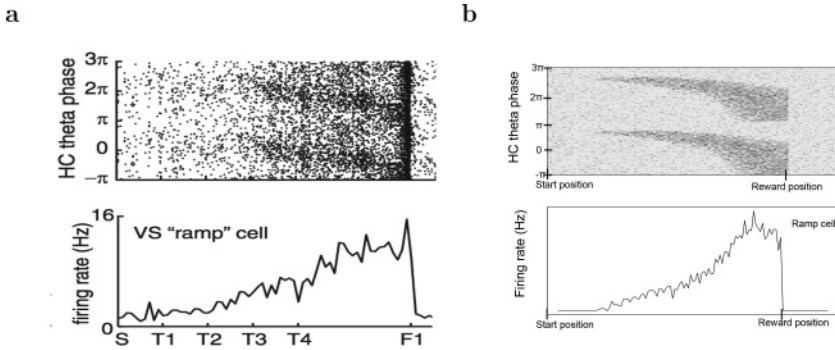 a
HC theta phase
3π
2π
π
0
-π
firing rate (Hz)
16
0
VS "ramp" cell
S T1 T2 T3 T4 F1
b
HC theta phase
3π
2π
π
0
-π
Start position Reward position
Firing rate (Hz)
Ramp cell
Start position Reward position